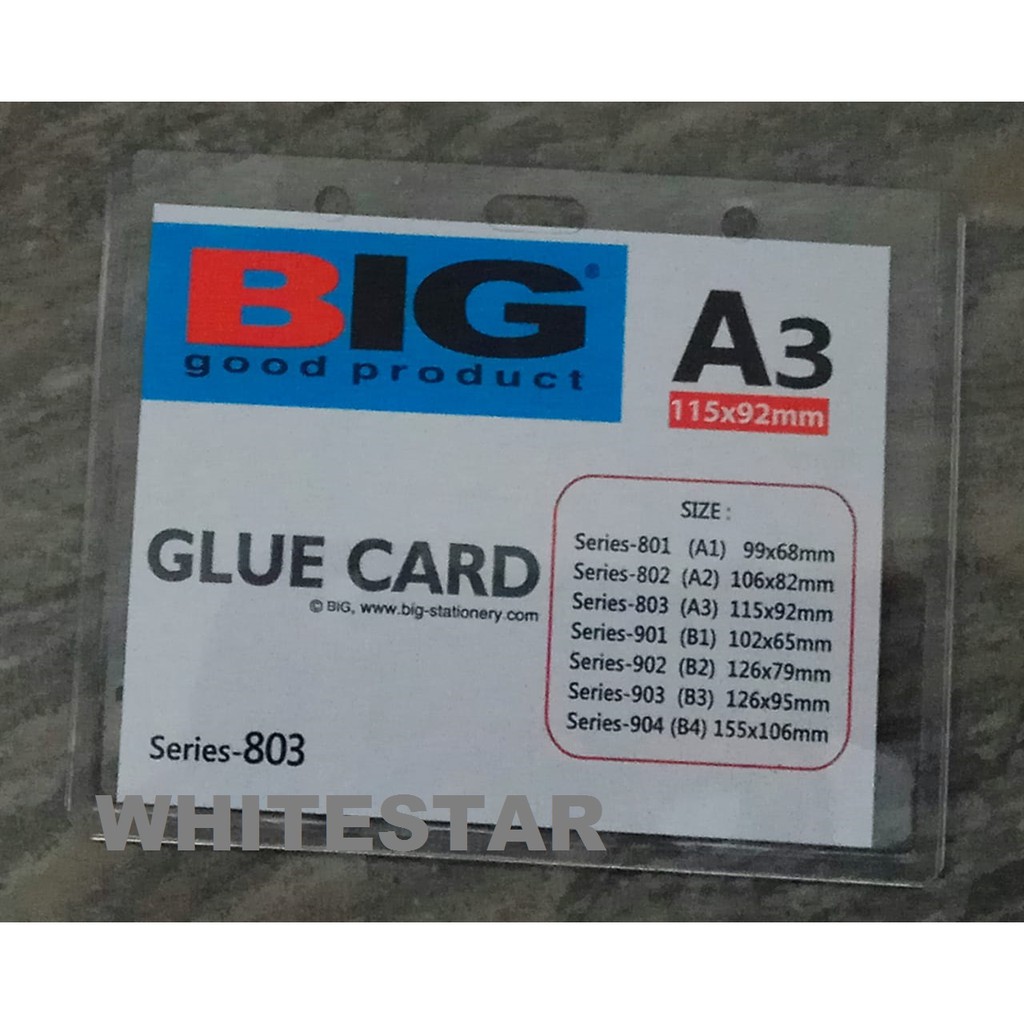 BIG®
good product
A3
115x92mm
GLUE CARD
© BIG, www.big-stationery.com
SIZE :
Series-801 (A1) 99x68mm
Series-802 (A2) 106x82mm
Series-803 (A3) 115x92mm
Series-901 (B1) 102x65mm
Series-902 (B2) 126x79mm
Series-903 (B3) 126x95mm
Series-904 (B4) 155x106mm
Series-803
WHITESTAR